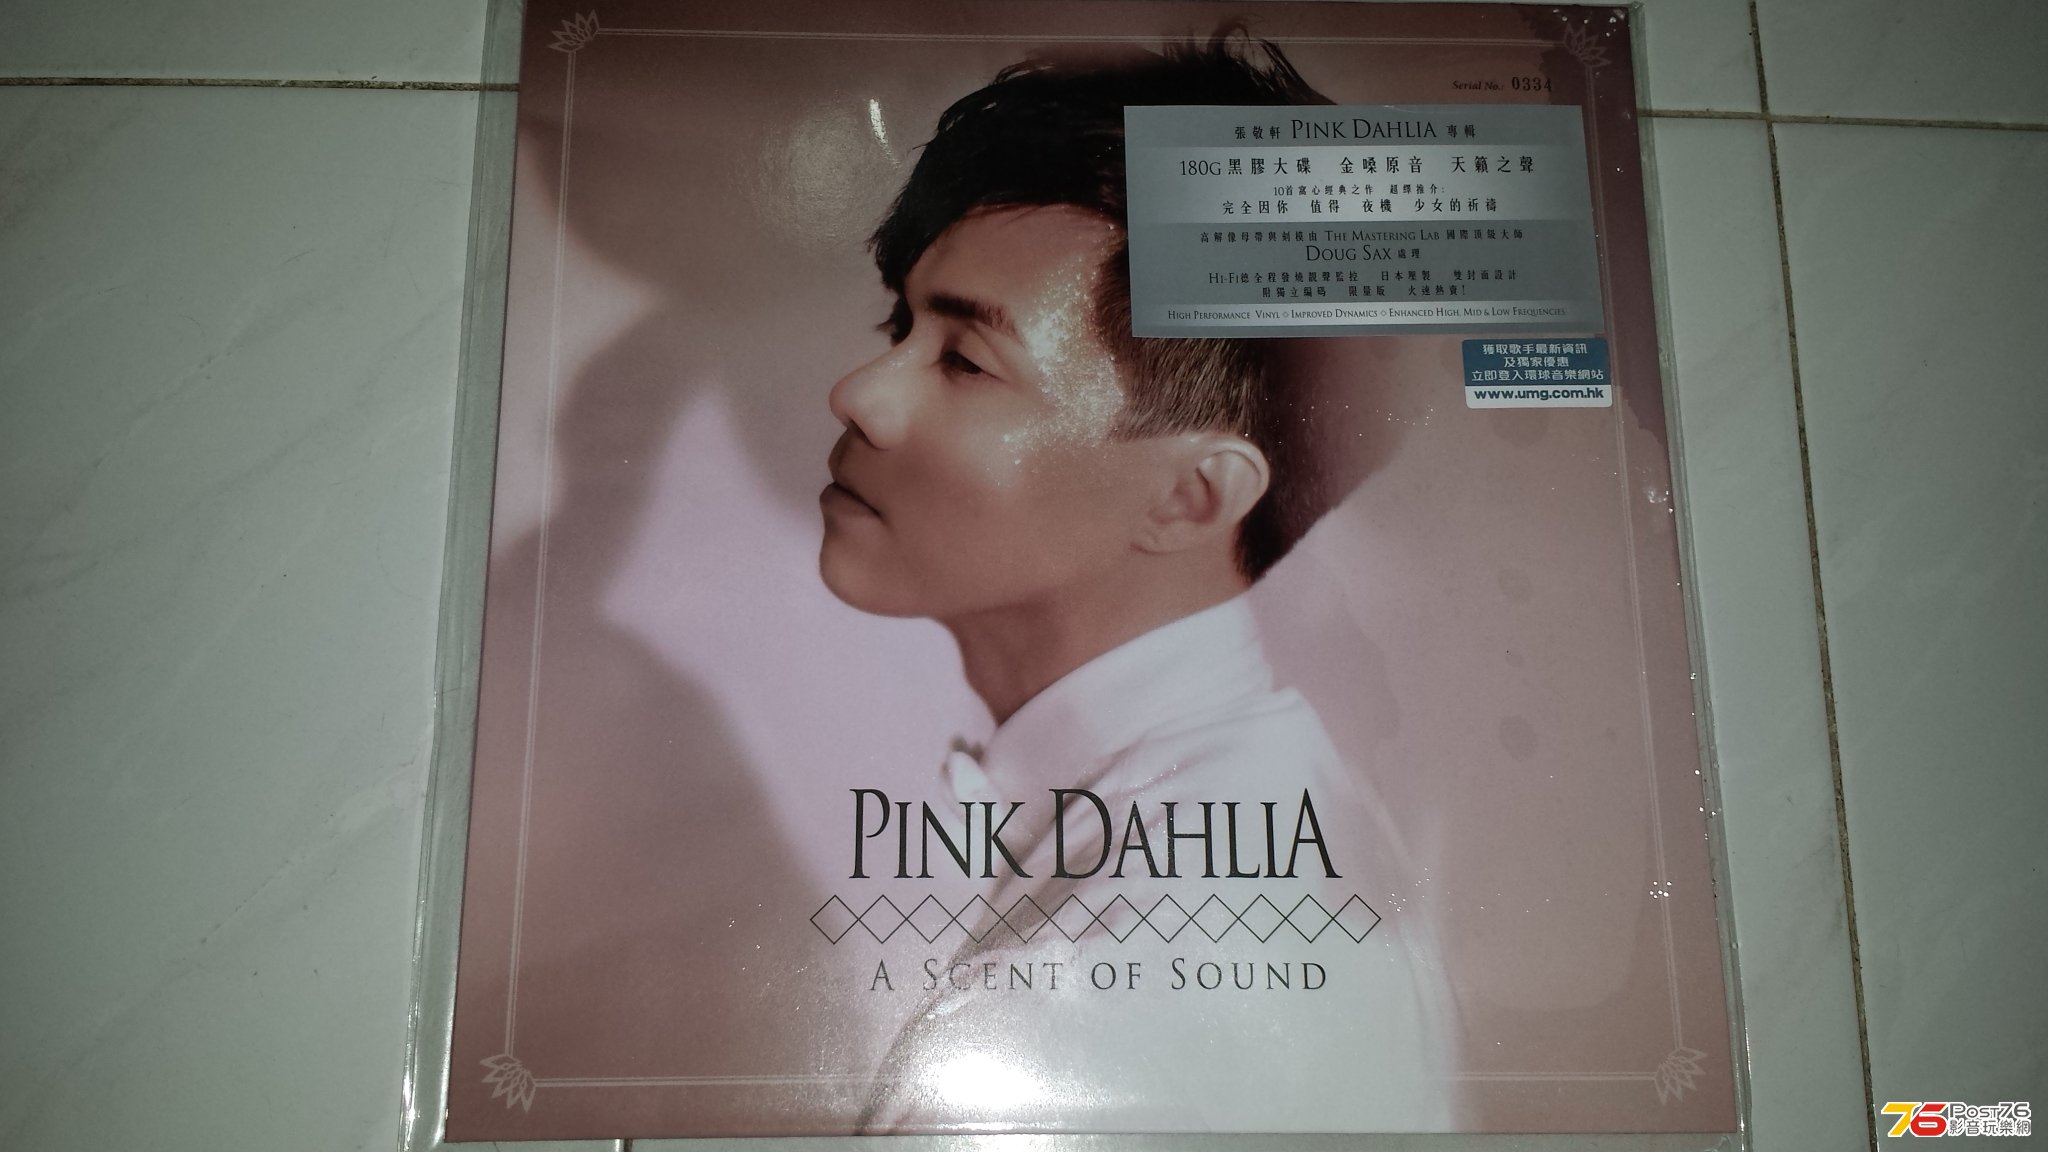 Serial No.: 0334
張敬軒 PINK DAHLIA 專輯
180G黑膠大碟 金嗓原音 天籟之聲
10首窩心經典之作 超繹推介:
完全因你 值得 夜機 少女的祈禱
高解像母帶與刻模由 THE MASTERING LAB 國際頂級大師
DOUG SAX 處理
HI-FI德全程發燒靚聲監控 日本壓製 雙封面設計
附獨立編碼 限量版 火速熱賣!
HIGH PERFORMANCE VINYL ◇ IMPROVED DYNAMICS ◇ ENHANCED HIGH, MID & LOW FREQUENCIES
獲取歌手最新資訊
及獨家優惠
立即登入環球音樂網站
www.umg.com.hk
PINK DAHLIA
A SCENT OF SOUND
76 POST76
影音玩樂網